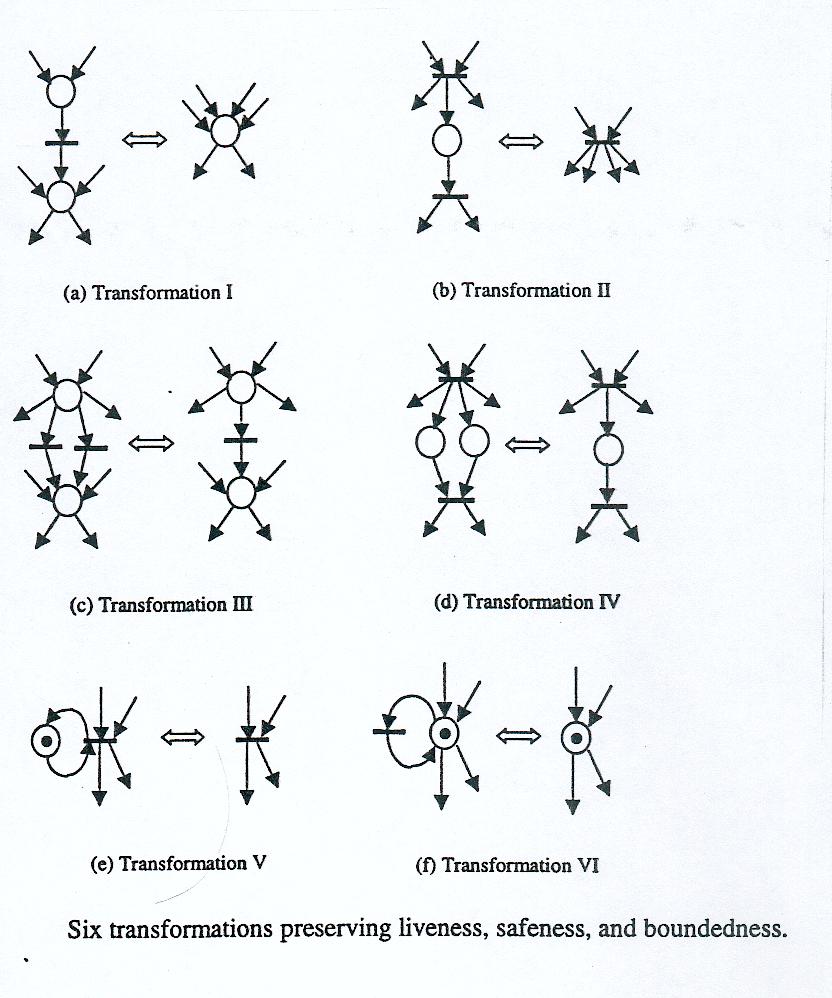 (a) Transformation I
(b) Transformation II
(c) Transformation III
(d) Transformation IV
(e) Transformation V
(f) Transformation VI
Six transformations preserving liveness, safeness, and boundedness.